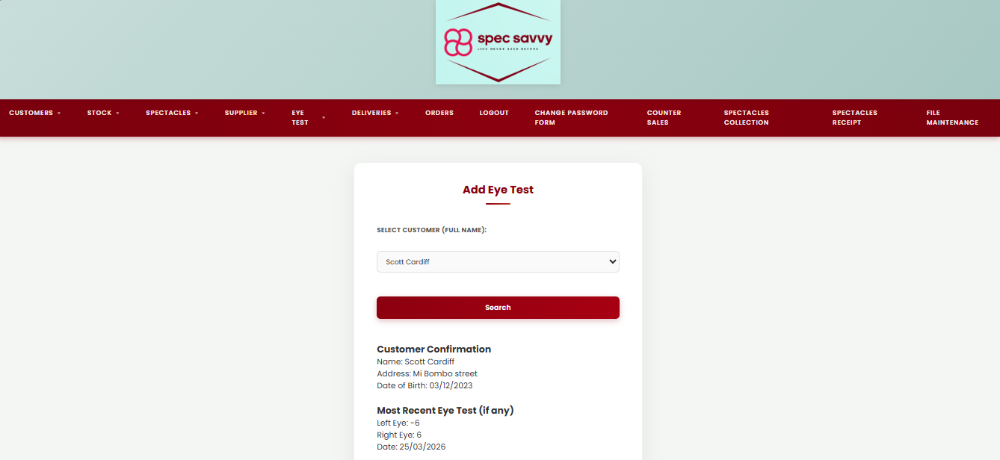 spec savvy
LIKE NEVER SEEN BEFORE
CUSTOMERS
STOCK
SPECTACLES
SUPPLIER
EYE
TEST
DELIVERIES
ORDERS
LOGOUT
CHANGE PASSWORD
FORM
COUNTER
SALES
SPECTACLES
COLLECTION
SPECTACLES
RECEIPT
FILE
MAINTENANCE
Add Eye Test
SELECT CUSTOMER (FULL NAME):
Scott Cardiff
Search
Customer Confirmation
Name: Scott Cardiff
Address: Mi Bombo street
Date of Birth: 03/12/2023
Most Recent Eye Test (if any)
Left Eye: -6
Right Eye: 6
Date: 25/03/2026